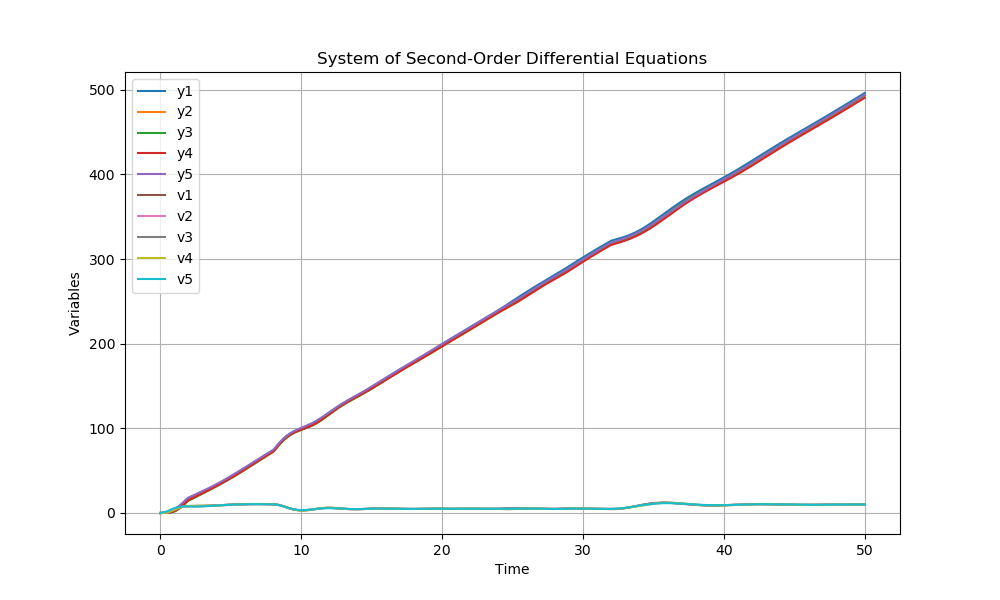 System of Second-Order Differential Equations
y1
y2
y3
y4
y5
v1
v2
v3
v4
v5
Variables
500
400
300
200
100
0
0 10 20 30 40 50
Time